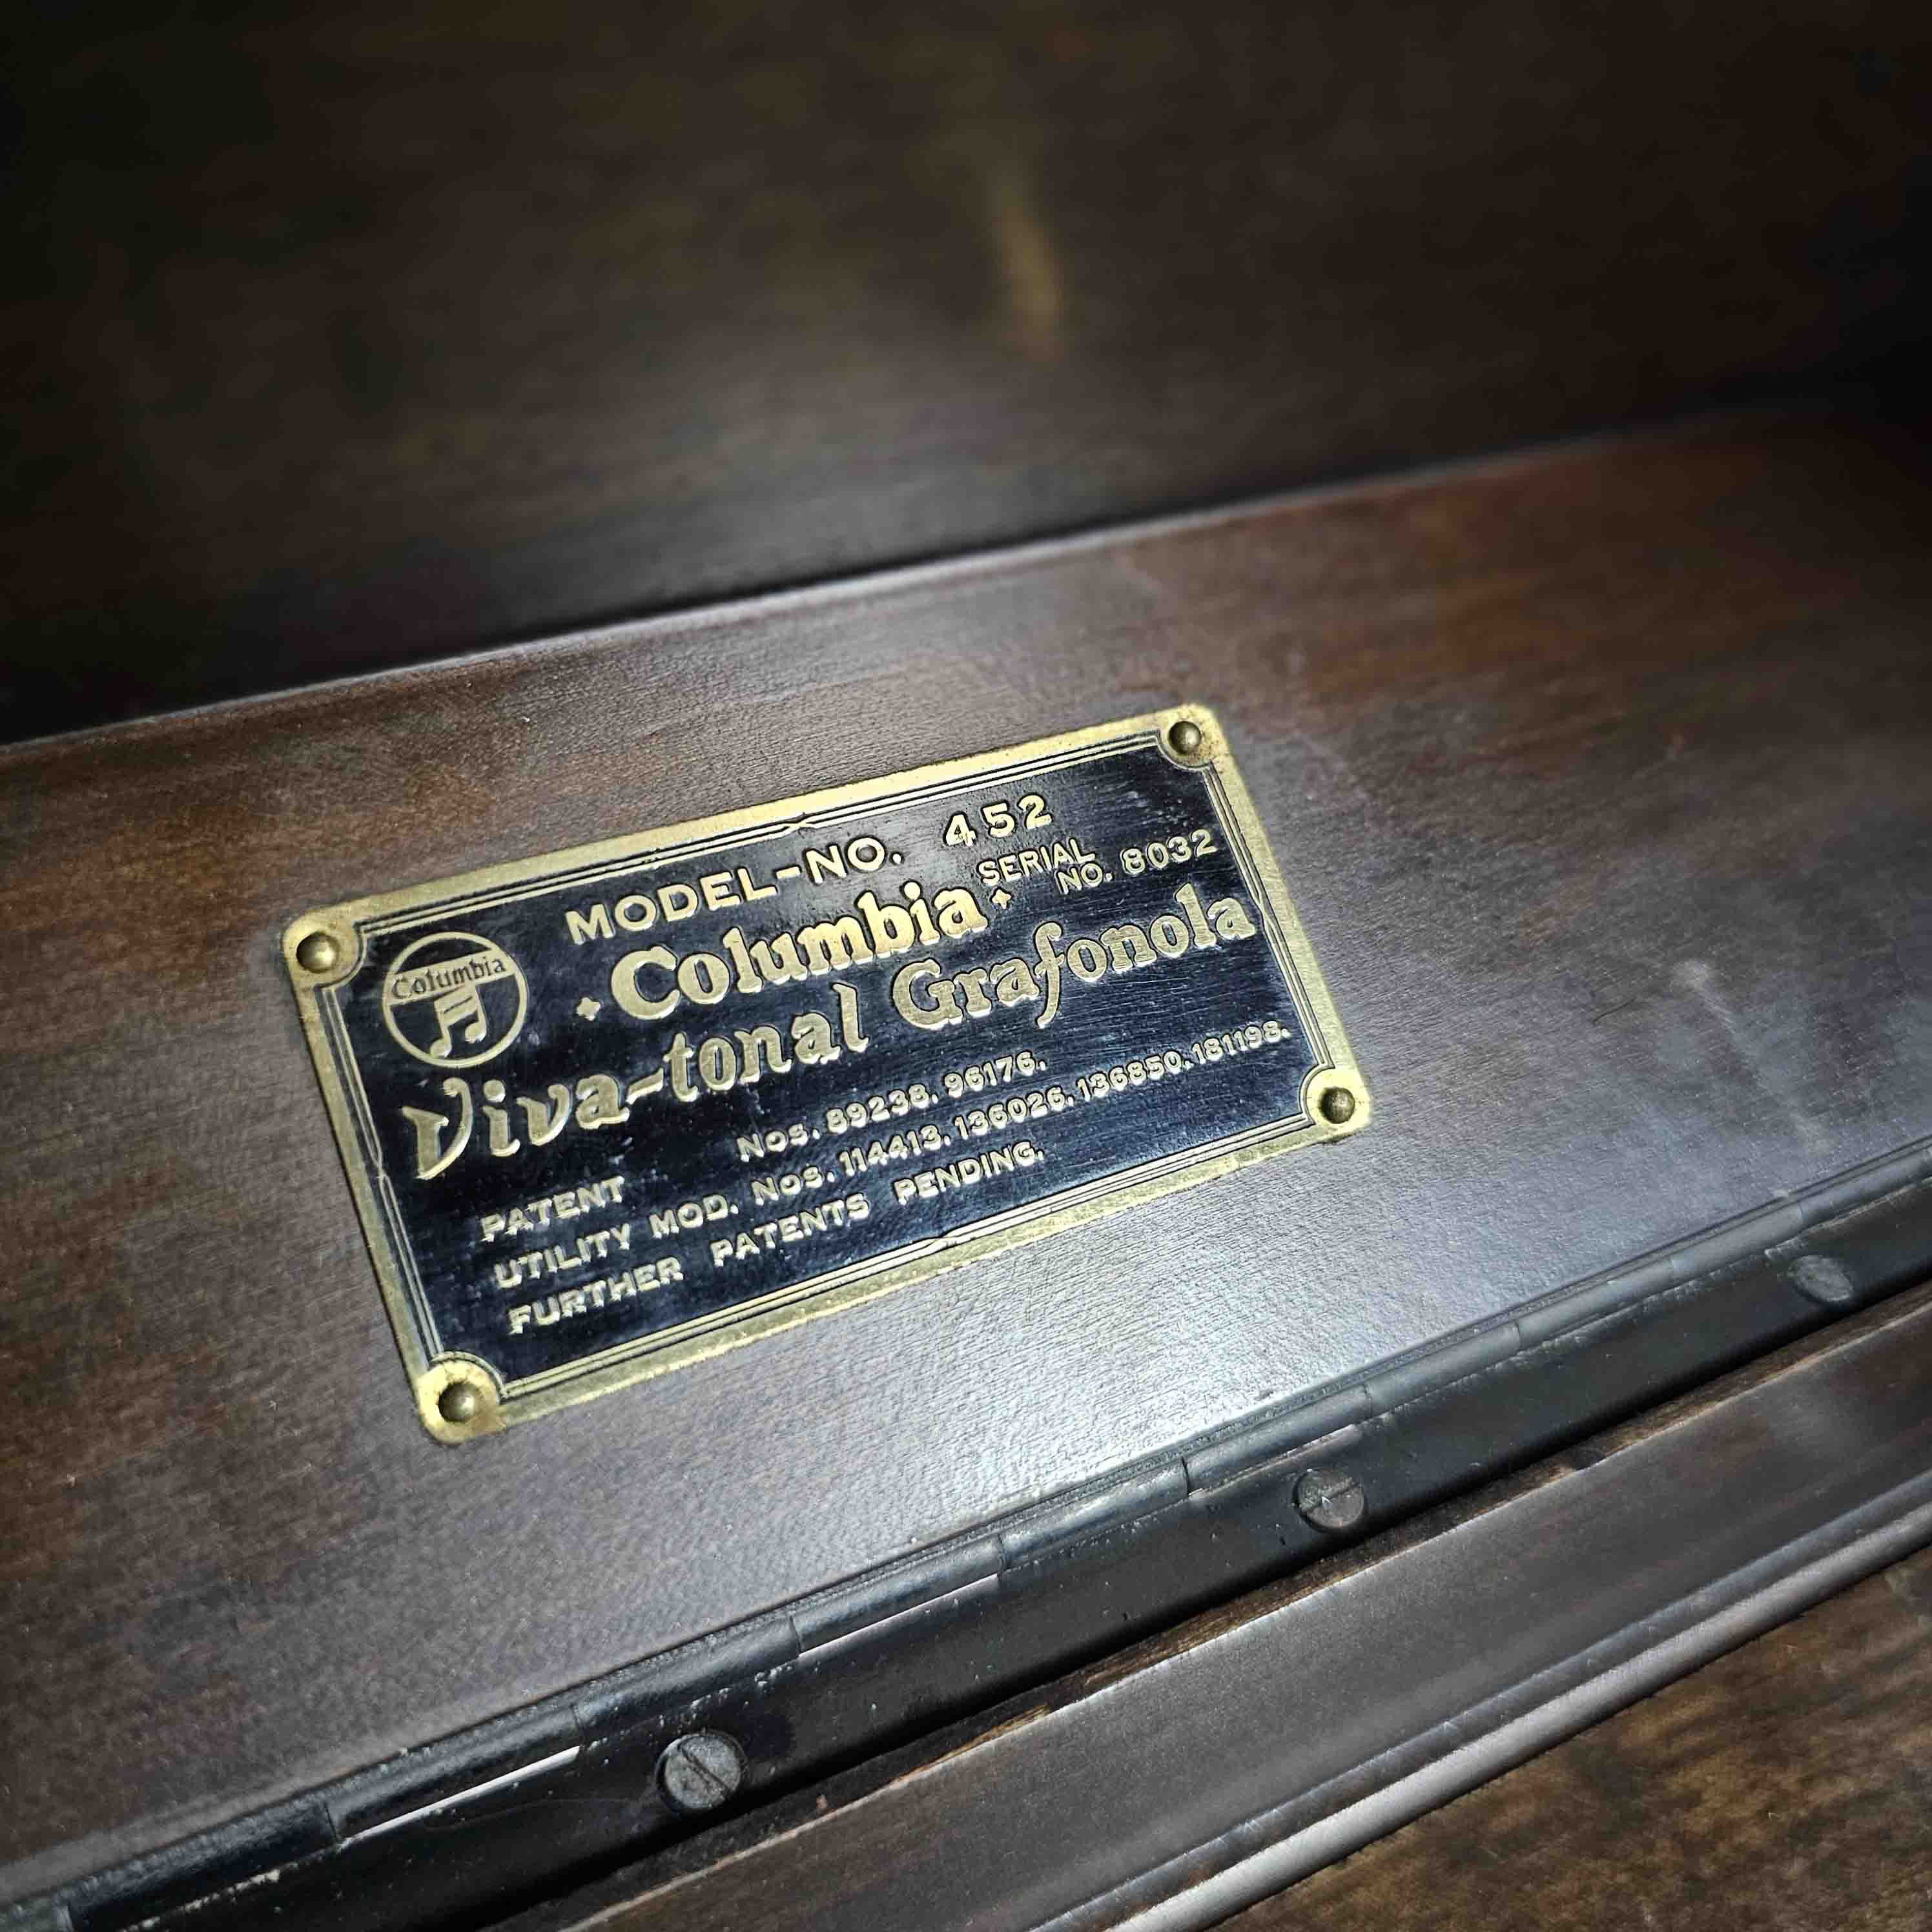 MODEL-NO. 452
SERIAL
NO. 8032
Columbia
Columbia
Viva-tonal Grafonola
PATENT Nos. 89238. 96176.
UTILITY MOD. Nos. 114413. 136026. 136850. 181198.
FURTHER PATENTS PENDING.